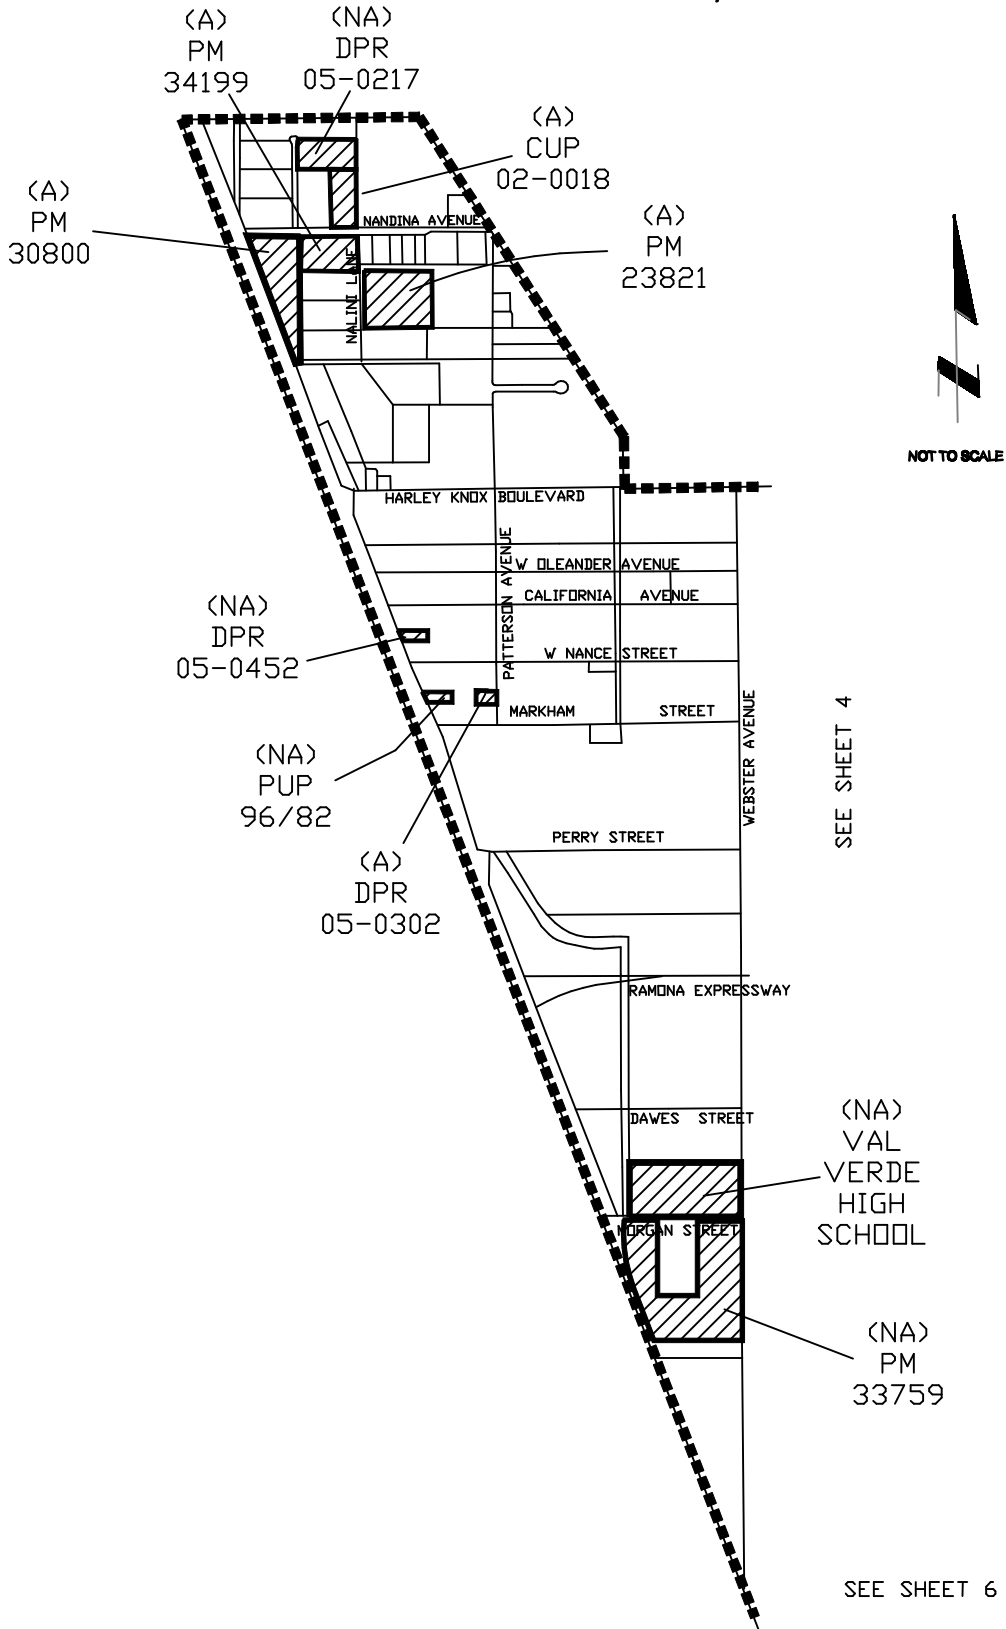 (A)
PM
34199
(NA)
DPR
05-0217
(A)
CUP
02-0018
(A)
PM
30800
(A)
PM
23821
NANDINA AVENUE
NALINI LANE
NOT TO SCALE
HARLEY KNOX BOULEVARD
PATTERSON AVENUE
W OLEANDER AVENUE
CALIFORNIA AVENUE
(NA)
DPR
05-0452
W NANCE STREET
MARKHAM STREET
WEBSTER AVENUE
SEE SHEET 4
(NA)
PUP
96/82
PERRY STREET
(A)
DPR
05-0302
RAMONA EXPRESSWAY
DAWES STREET
(NA)
VAL
VERDE
HIGH
SCHOOL
MORGAN STREET
(NA)
PM
33759
SEE SHEET 6